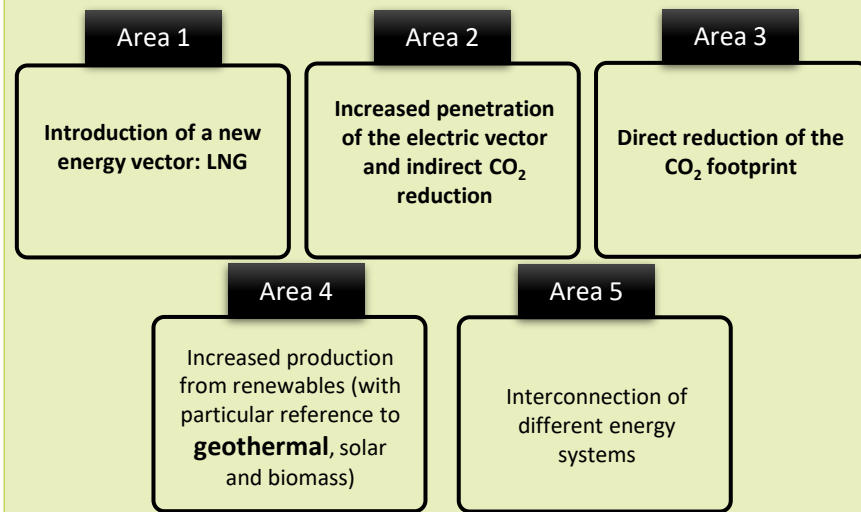 Area 1
Introduction of a new
energy vector: LNG
Area 2
Increased penetration
of the electric vector
and indirect CO₂
reduction
Area 3
Direct reduction of the
CO₂ footprint
Area 4
Increased production
from renewables (with
particular reference to
geothermal, solar
and biomass)
Area 5
Interconnection of
different energy
systems